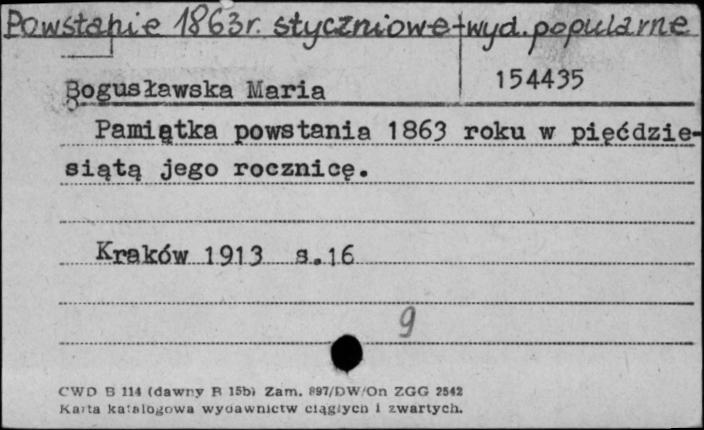 Powstanie 1863r. styczniowe-wyd. popularne
154435
Bogusławska Maria
Pamiątka powstania 1863 roku w pięćdzie-
siątą jego rocznicę.
Kraków 1913 s.16
9
CWD B 114 (dawny B 15b) Zam. 897/DW/On ZGG 2542
Karta katalogowa wydawnictw ciągłych i zwartych.